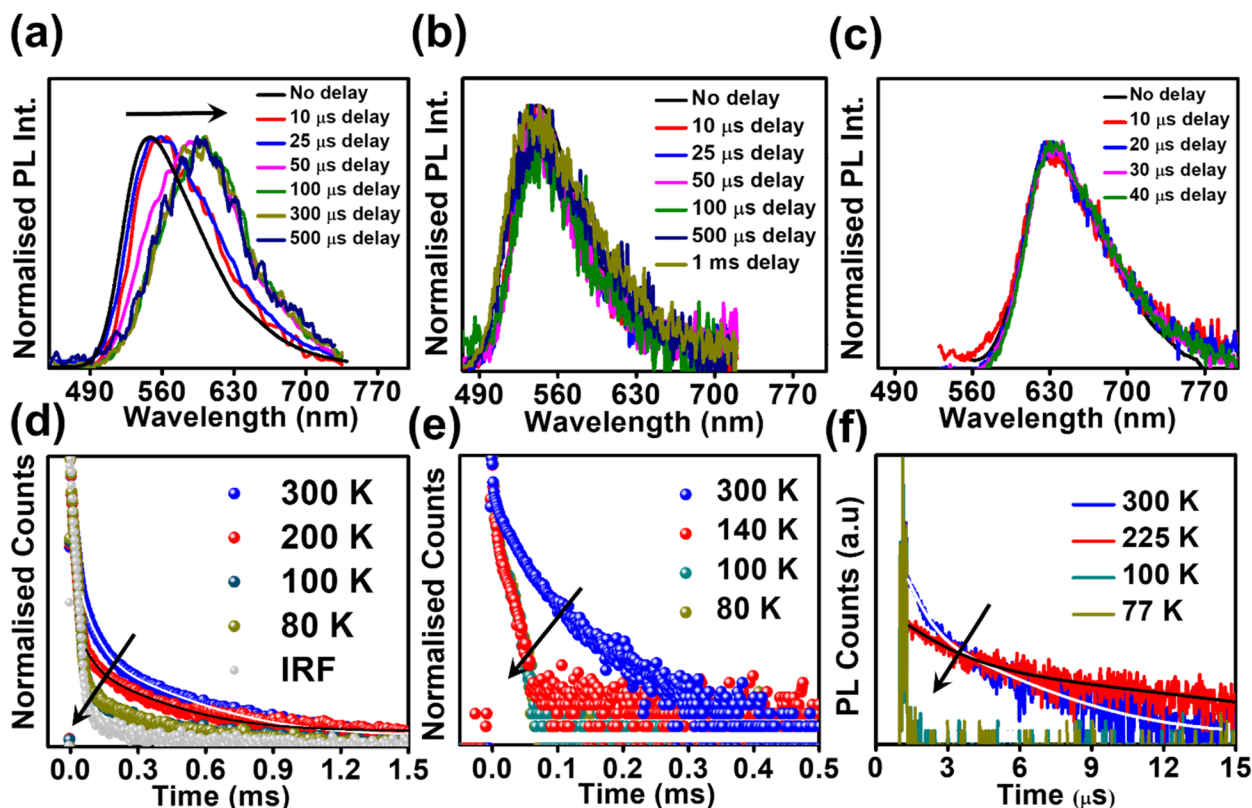 (a)
Normalised PL Int.
No delay
10 μs delay
25 μs delay
50 μs delay
100 μs delay
300 μs delay
500 μs delay
490 560 630 700 770
Wavelength (nm)
(b)
Normalised PL Int.
No delay
10 μs delay
25 μs delay
50 μs delay
100 μs delay
500 μs delay
1 ms delay
490 560 630 700 770
Wavelength (nm)
(c)
Normalised PL Int.
No delay
10 μs delay
20 μs delay
30 μs delay
40 μs delay
490 560 630 700 770
Wavelength (nm)
(d)
Normalised Counts
300 K
200 K
100 K
80 K
IRF
0.0 0.3 0.6 0.9 1.2 1.5
Time (ms)
(e)
Normalised Counts
300 K
140 K
100 K
80 K
0.0 0.1 0.2 0.3 0.4 0.5
Time (ms)
(f)
PL Counts (a.u)
300 K
225 K
100 K
77 K
0 3 6 9 12 15
Time (μs)